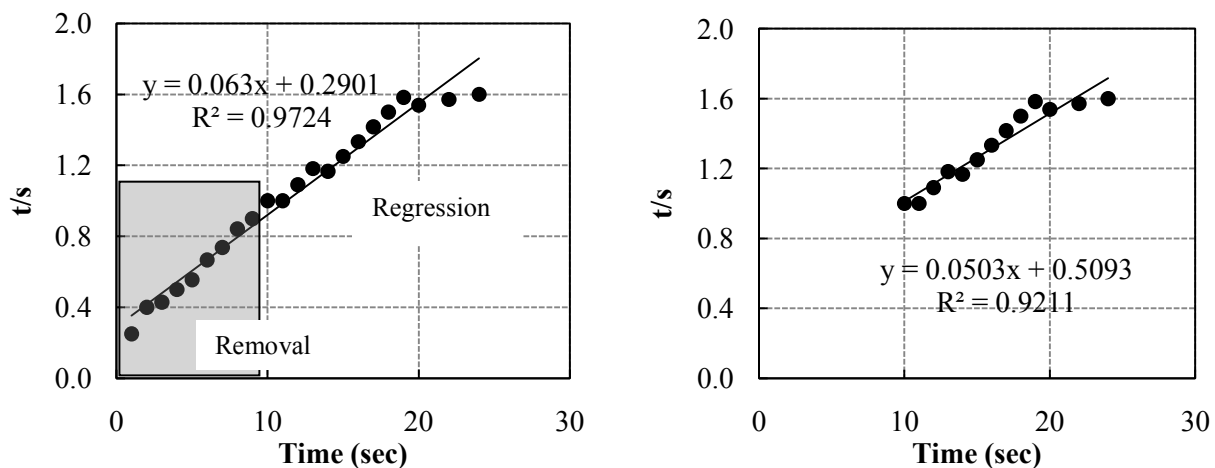 2.0
1.6
1.2
0.8
0.4
0.0
t/s
y = 0.063x + 0.2901
R² = 0.9724
Regression
Removal
0 10 20 30
Time (sec)
2.0
1.6
1.2
0.8
0.4
0.0
t/s
y = 0.0503x + 0.5093
R² = 0.9211
0 10 20 30
Time (sec)